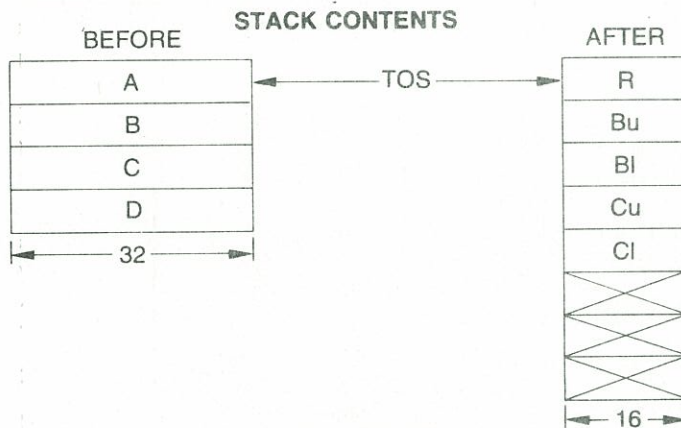 STACK CONTENTS
BEFORE
AFTER
A
TOS
R
B
Bu
C
Bl
D
Cu
32
Cl
16